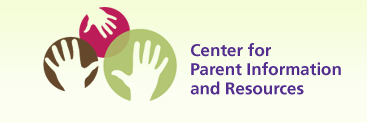 Center for
Parent Information
and Resources